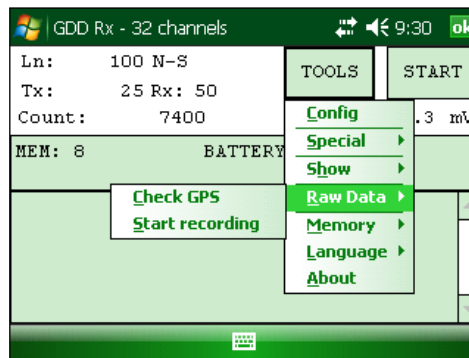 GDD Rx - 32 channels 9:30 ok
Ln: 100 N-S
TOOLS START
Tx: 25 Rx: 50
Count: 7400 .3 mV
MEM: 8 BATTERY
Config
Special
Show
Raw Data
Memory
Language
About
Check GPS
Start recording